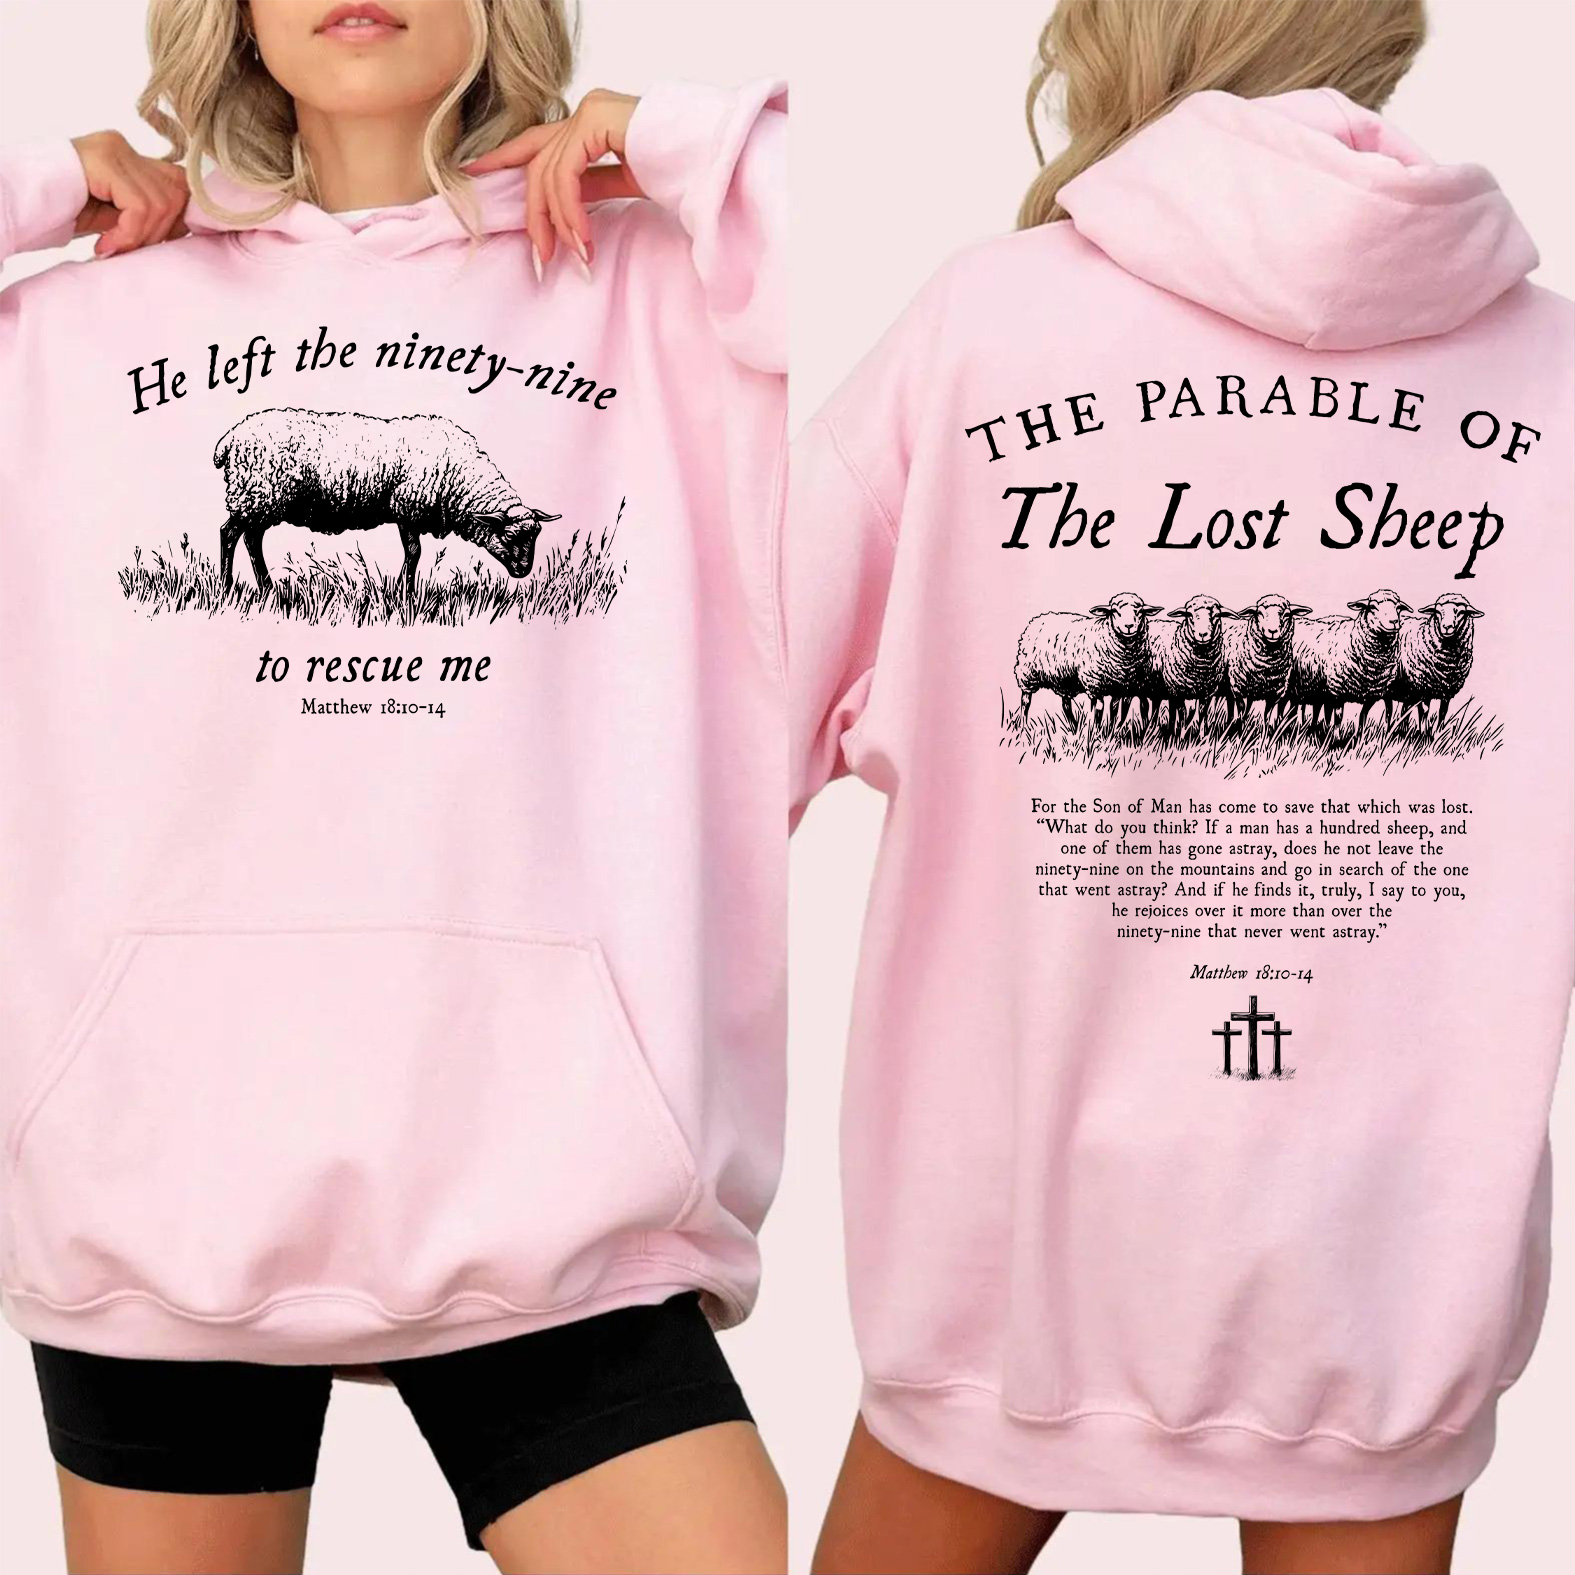 He left the ninety-nine
to rescue me
Matthew 18:10-14
THE PARABLE OF
The Lost Sheep
For the Son of Man has come to save that which was lost.
“What do you think? If a man has a hundred sheep, and
one of them has gone astray, does he not leave the
ninety-nine on the mountains and go in search of the one
that went astray? And if he finds it, truly, I say to you,
he rejoices over it more than over the
ninety-nine that never went astray.”
Matthew 18:10-14